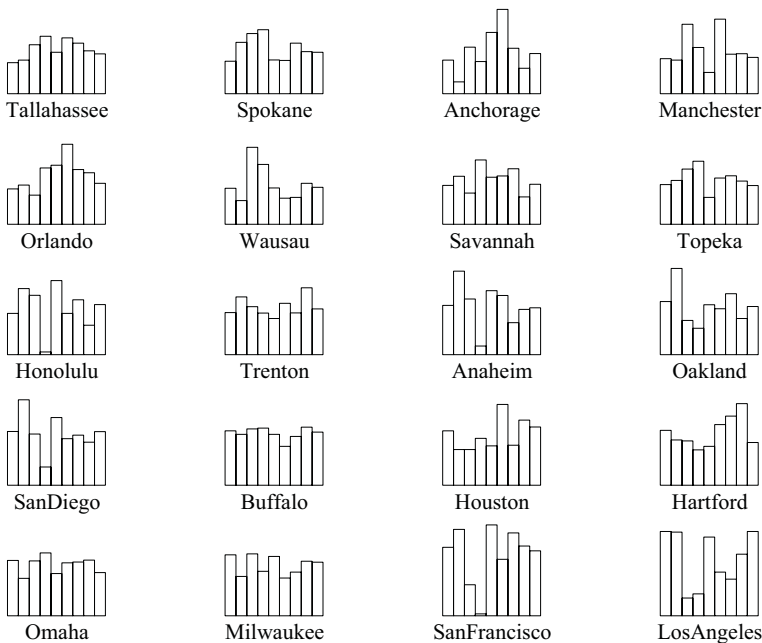 Tallahassee Spokane Anchorage Manchester
Orlando Wausau Savannah Topeka
Honolulu Trenton Anaheim Oakland
SanDiego Buffalo Houston Hartford
Omaha Milwaukee SanFrancisco LosAngeles